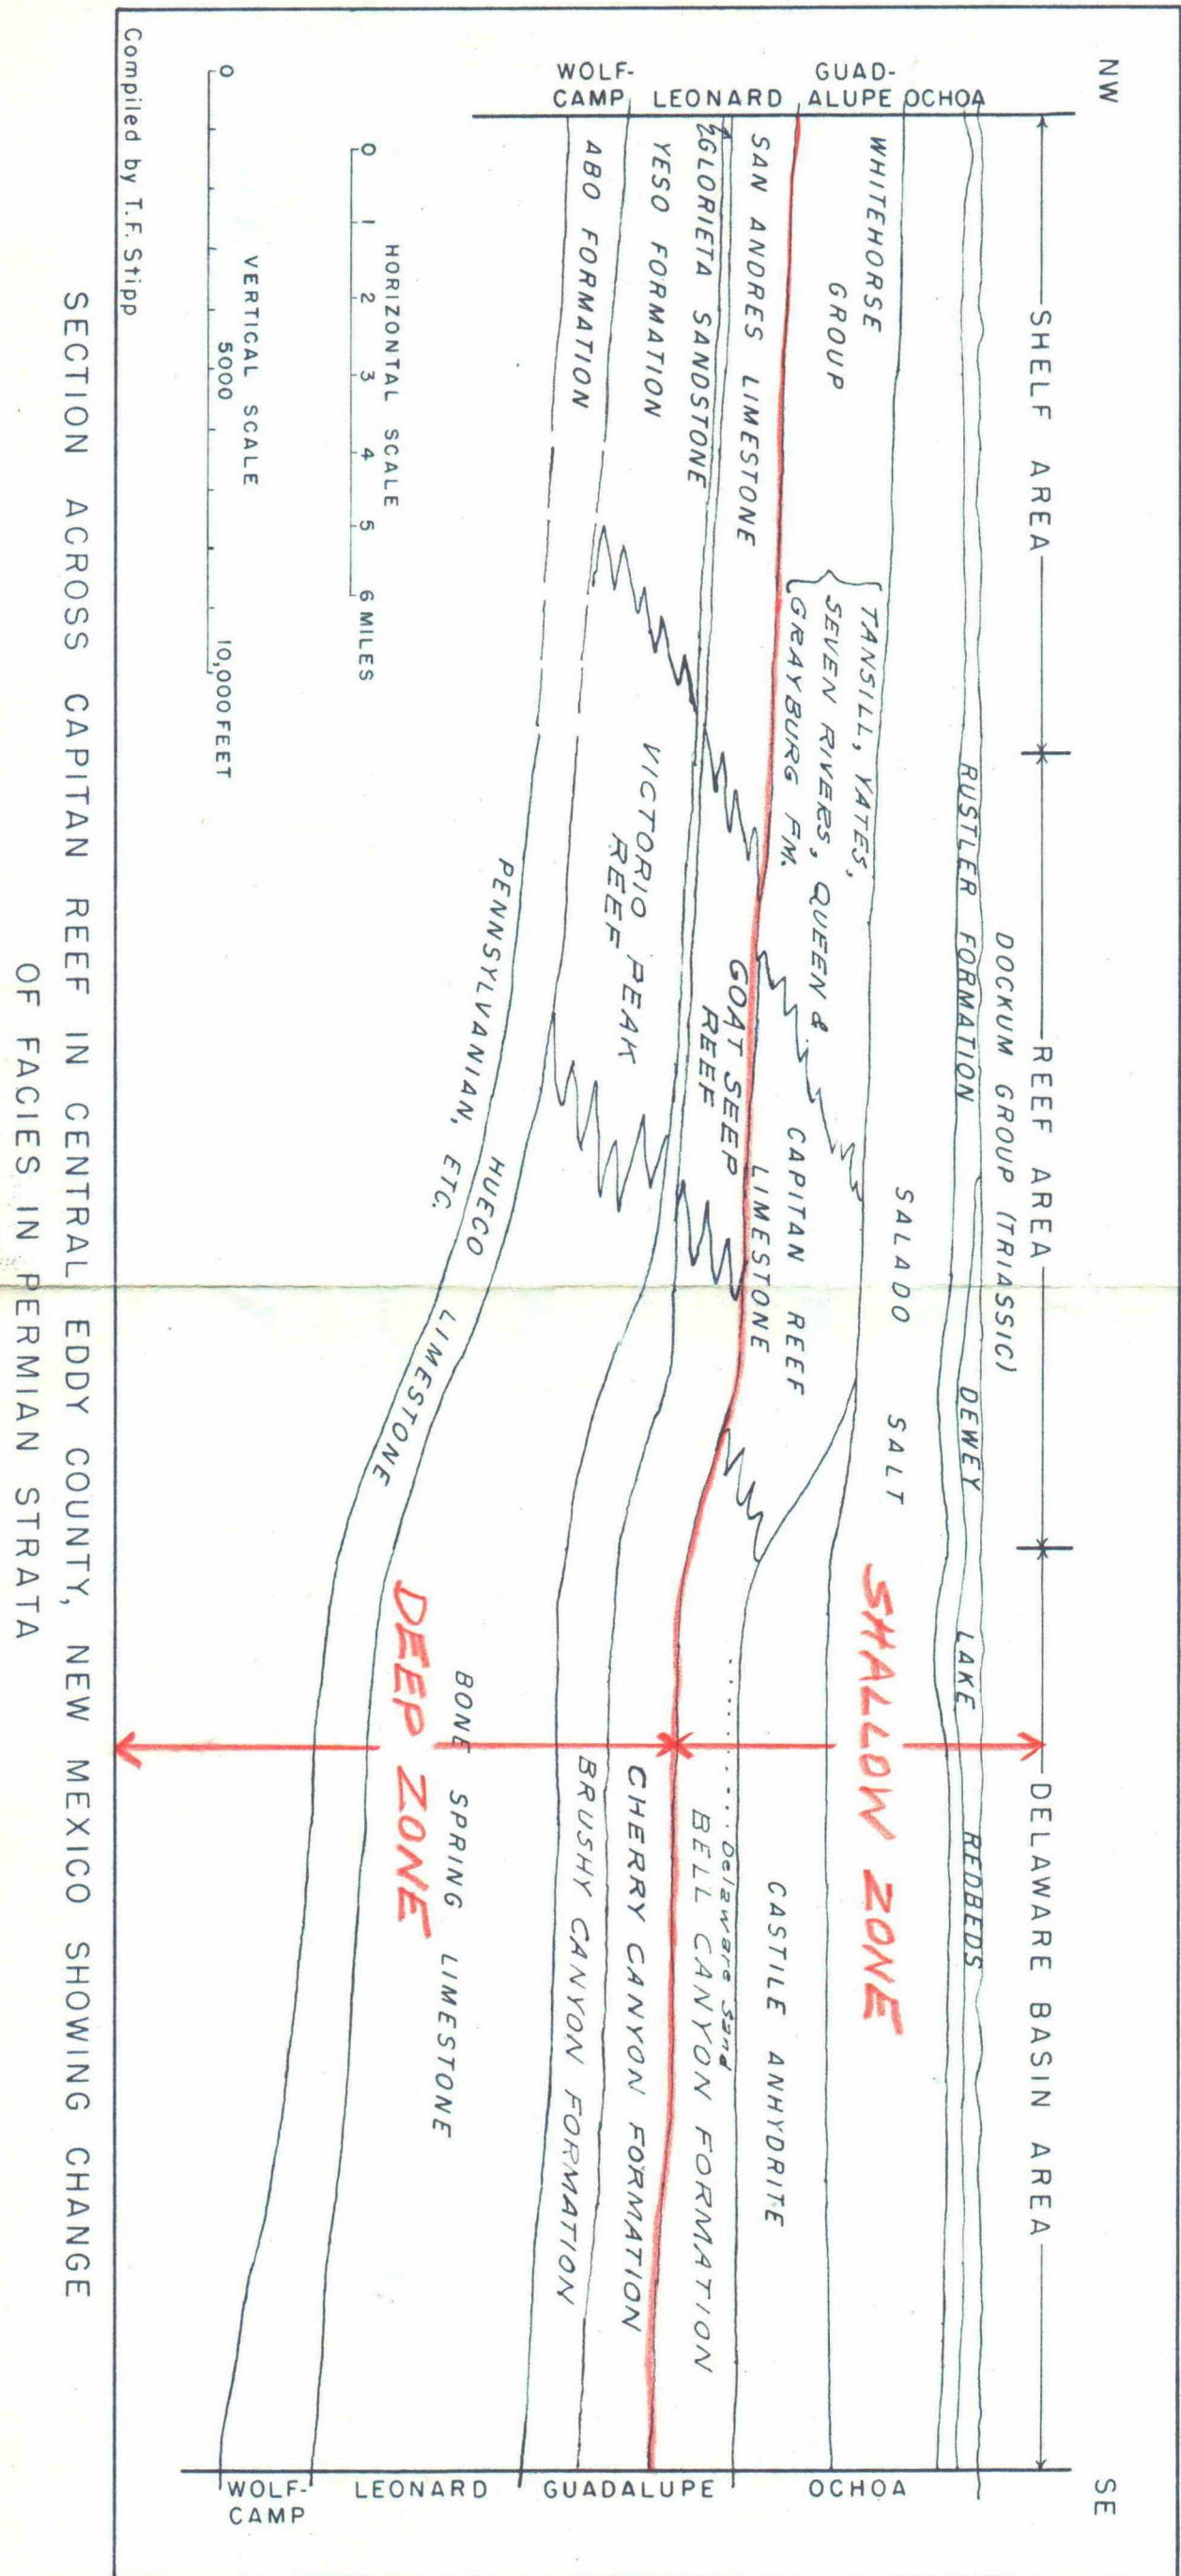 NW
SE
SHELF AREA
REEF AREA
DELAWARE BASIN AREA
DOCKUM GROUP (TRIASSIC)
RUSTLER FORMATION
DEWEY LAKE REDBEDS
OCHOA
GUAD-
ALUPE
LEONARD
WOLF-
CAMP
SALADO SALT
SHALLOW ZONE
WHITEHORSE
GROUP
TANSILL, YATES,
SEVEN RIVERS, QUEEN &
GRAYBURG FM.
CAPITAN REEF
LIMESTONE
CASTILE ANHYDRITE
SAN ANDRES LIMESTONE
GOAT SEEP
REEF
Delaware Sand
BELL CANYON FORMATION
GLORIETA SANDSTONE
YESO FORMATION
VICTORIO PEAK
REEF
CHERRY CANYON FORMATION
ABO FORMATION
BRUSHY CANYON FORMATION
HUECO LIMESTONE
PENNSYLVANIAN, ETC.
BONE SPRING LIMESTONE
DEEP ZONE
OCHOA
GUADALUPE
LEONARD
WOLF-
CAMP
HORIZONTAL SCALE
0 1 2 3 4 5 6 MILES
VERTICAL SCALE
0 5000 10,000 FEET
Compiled by T.F. Stipp
SECTION ACROSS CAPITAN REEF IN CENTRAL EDDY COUNTY, NEW MEXICO SHOWING CHANGE
OF FACIES IN PERMIAN STRATA